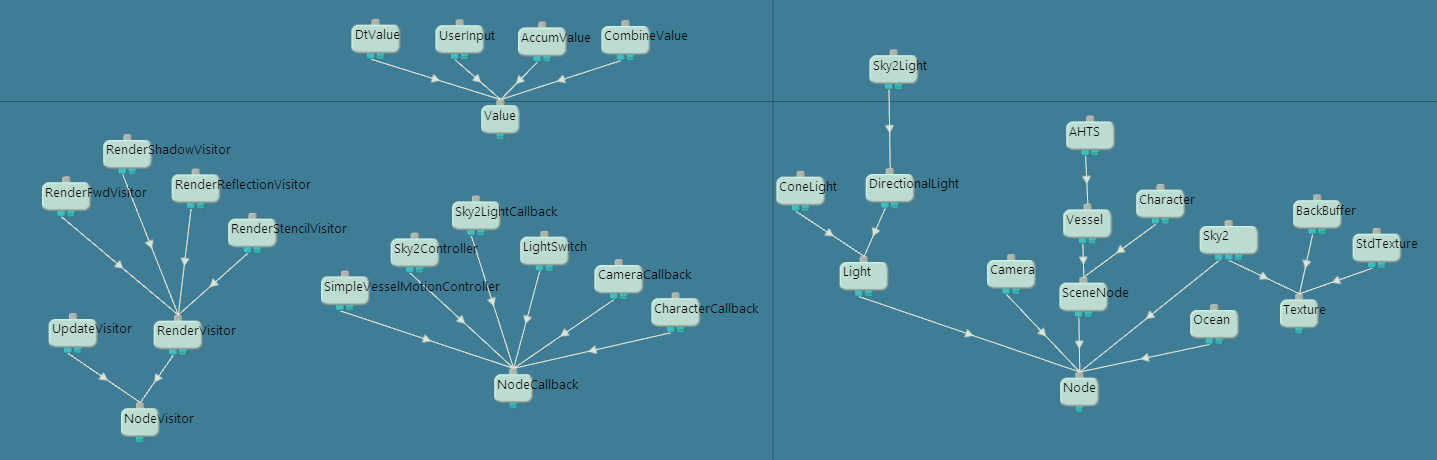 DtValue
UserInput
AccumValue
CombineValue
Value
RenderShadowVisitor
RenderFwdVisitor
RenderReflectionVisitor
RenderStencilVisitor
UpdateVisitor
RenderVisitor
NodeVisitor
Sky2LightCallback
Sky2Controller
LightSwitch
SimpleVesselMotionController
CameraCallback
CharacterCallback
NodeCallback
Sky2Light
AHTS
ConeLight
DirectionalLight
Vessel
Character
Sky2
BackBuffer
StdTexture
Light
Camera
SceneNode
Ocean
Texture
Node